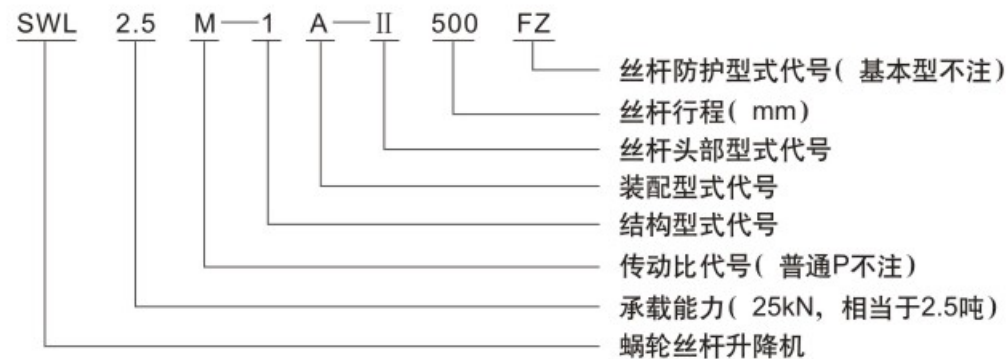 SWL 2.5 M—1 A—II 500 FZ
丝杆防护型式代号( 基本型不注)
丝杆行程( mm)
丝杆头部型式代号
装配型式代号
结构型式代号
传动比代号( 普通P不注)
承载能力( 25kN, 相当于2.5吨)
蜗轮丝杆升降机